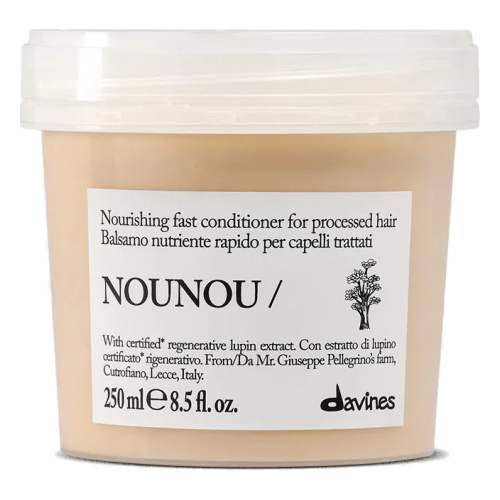 Nourishing fast conditioner for processed hair
Balsamo nutriente rapido per capelli trattati
NOUNOU /
With certified* regenerative lupin extract. Con estratto di lupino
certificato* rigenerativo. From/Da Mr. Giuseppe Pellegrino's farm,
Cutrofiano, Lecce, Italy.
250 ml ℮ 8.5 fl. oz.
davines